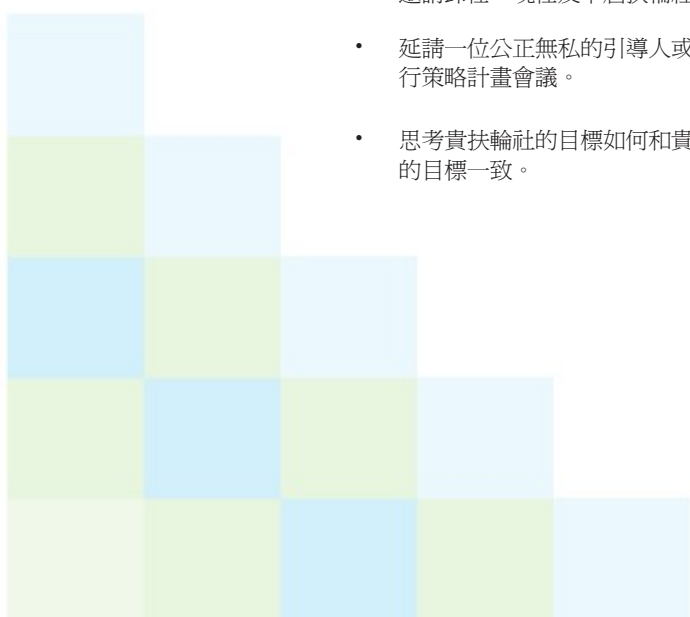 • 延請一位公正無私的引導人或
行策略計畫會議。
• 思考貴扶輪社的目標如何和貴
的目標一致。